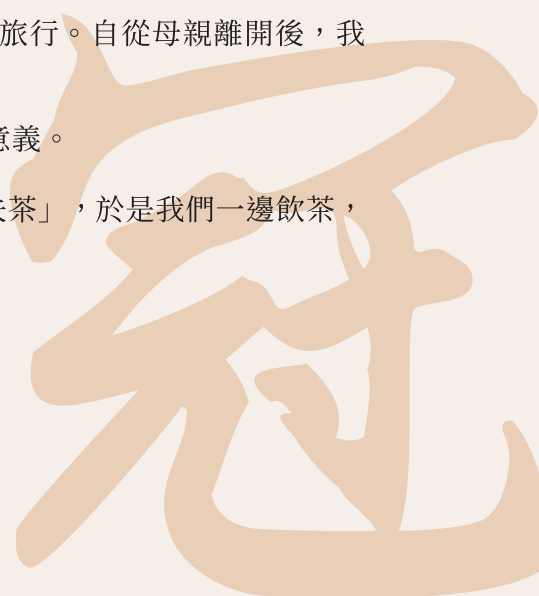 旅行。自從母親離開後，我
意義。
夫茶」，於是我們一邊飲茶，
冠